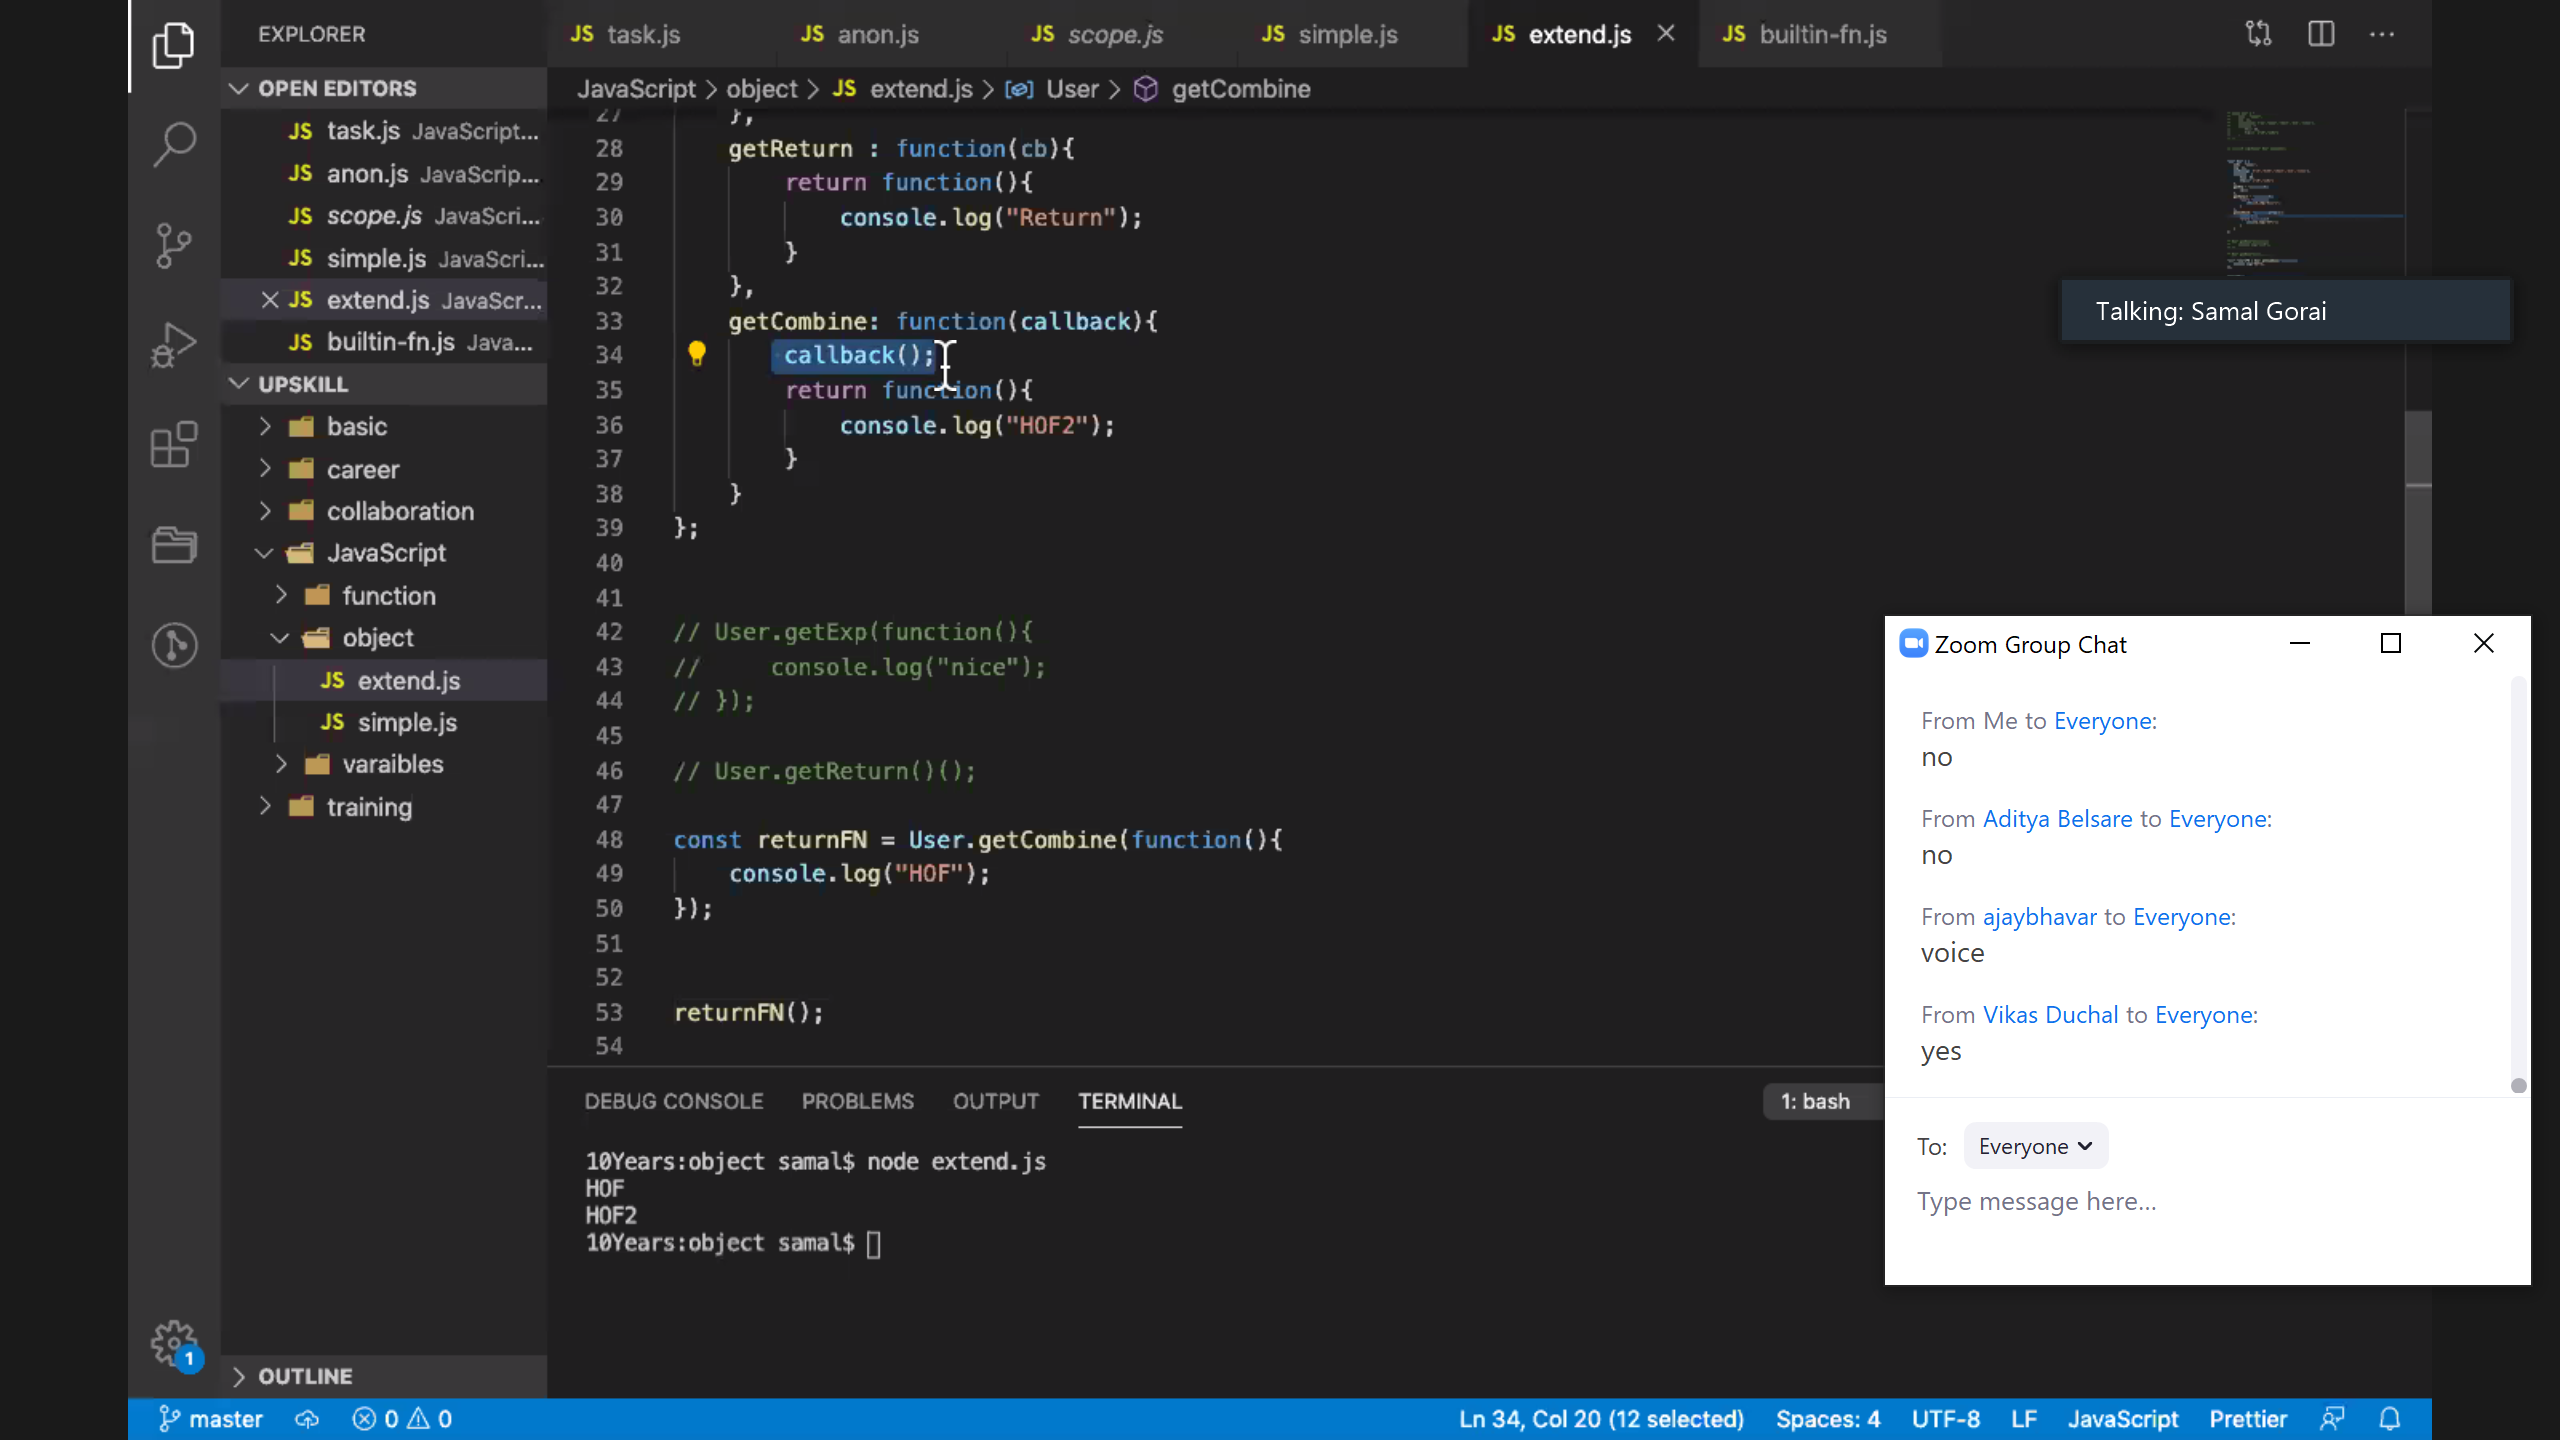 EXPLORER
JS task.js
JS anon.js
JS scope.js
JS simple.js
JS extend.js
JS builtin-fn.js
OPEN EDITORS
JS task.js JavaScript...
JS anon.js JavaScrip...
JS scope.js JavaScri...
JS simple.js JavaScri...
JS extend.js JavaScr...
JS builtin-fn.js Java...
UPSKILL
basic
career
collaboration
JavaScript
function
object
JS extend.js
JS simple.js
varaibles
training
OUTLINE
JavaScript > object > JS extend.js > User > getCombine
27 },
28 getReturn : function(cb){
29 return function(){
30 console.log("Return");
31 }
32 },
33 getCombine: function(callback){
34 callback();
35 return function(){
36 console.log("HOF2");
37 }
38 }
39 };
40
41
42 // User.getExp(function(){
43 // console.log("nice");
44 // });
45
46 // User.getReturn()();
47
48 const returnFN = User.getCombine(function(){
49 console.log("HOF");
50 });
51
52
53 returnFN();
54
Talking: Samal Gorai
Zoom Group Chat
From Me to Everyone:
no
From Aditya Belsare to Everyone:
no
From ajaybhavar to Everyone:
voice
From Vikas Duchal to Everyone:
yes
To: Everyone
Type message here...
DEBUG CONSOLE PROBLEMS OUTPUT TERMINAL
1: bash
10Years:object samal$ node extend.js
HOF
HOF2
10Years:object samal$
1
master 0 0
Ln 34, Col 20 (12 selected) Spaces: 4 UTF-8 LF JavaScript Prettier